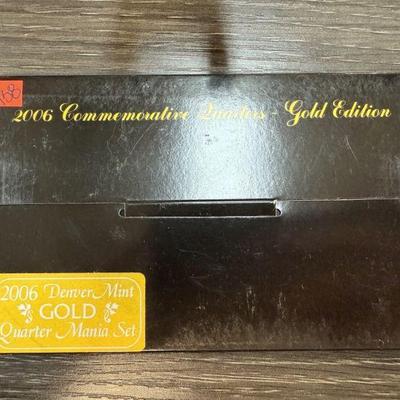 2006 Commemorative Quarters - Gold Edition
2006 Denver Mint
GOLD
Quarter Mania Set